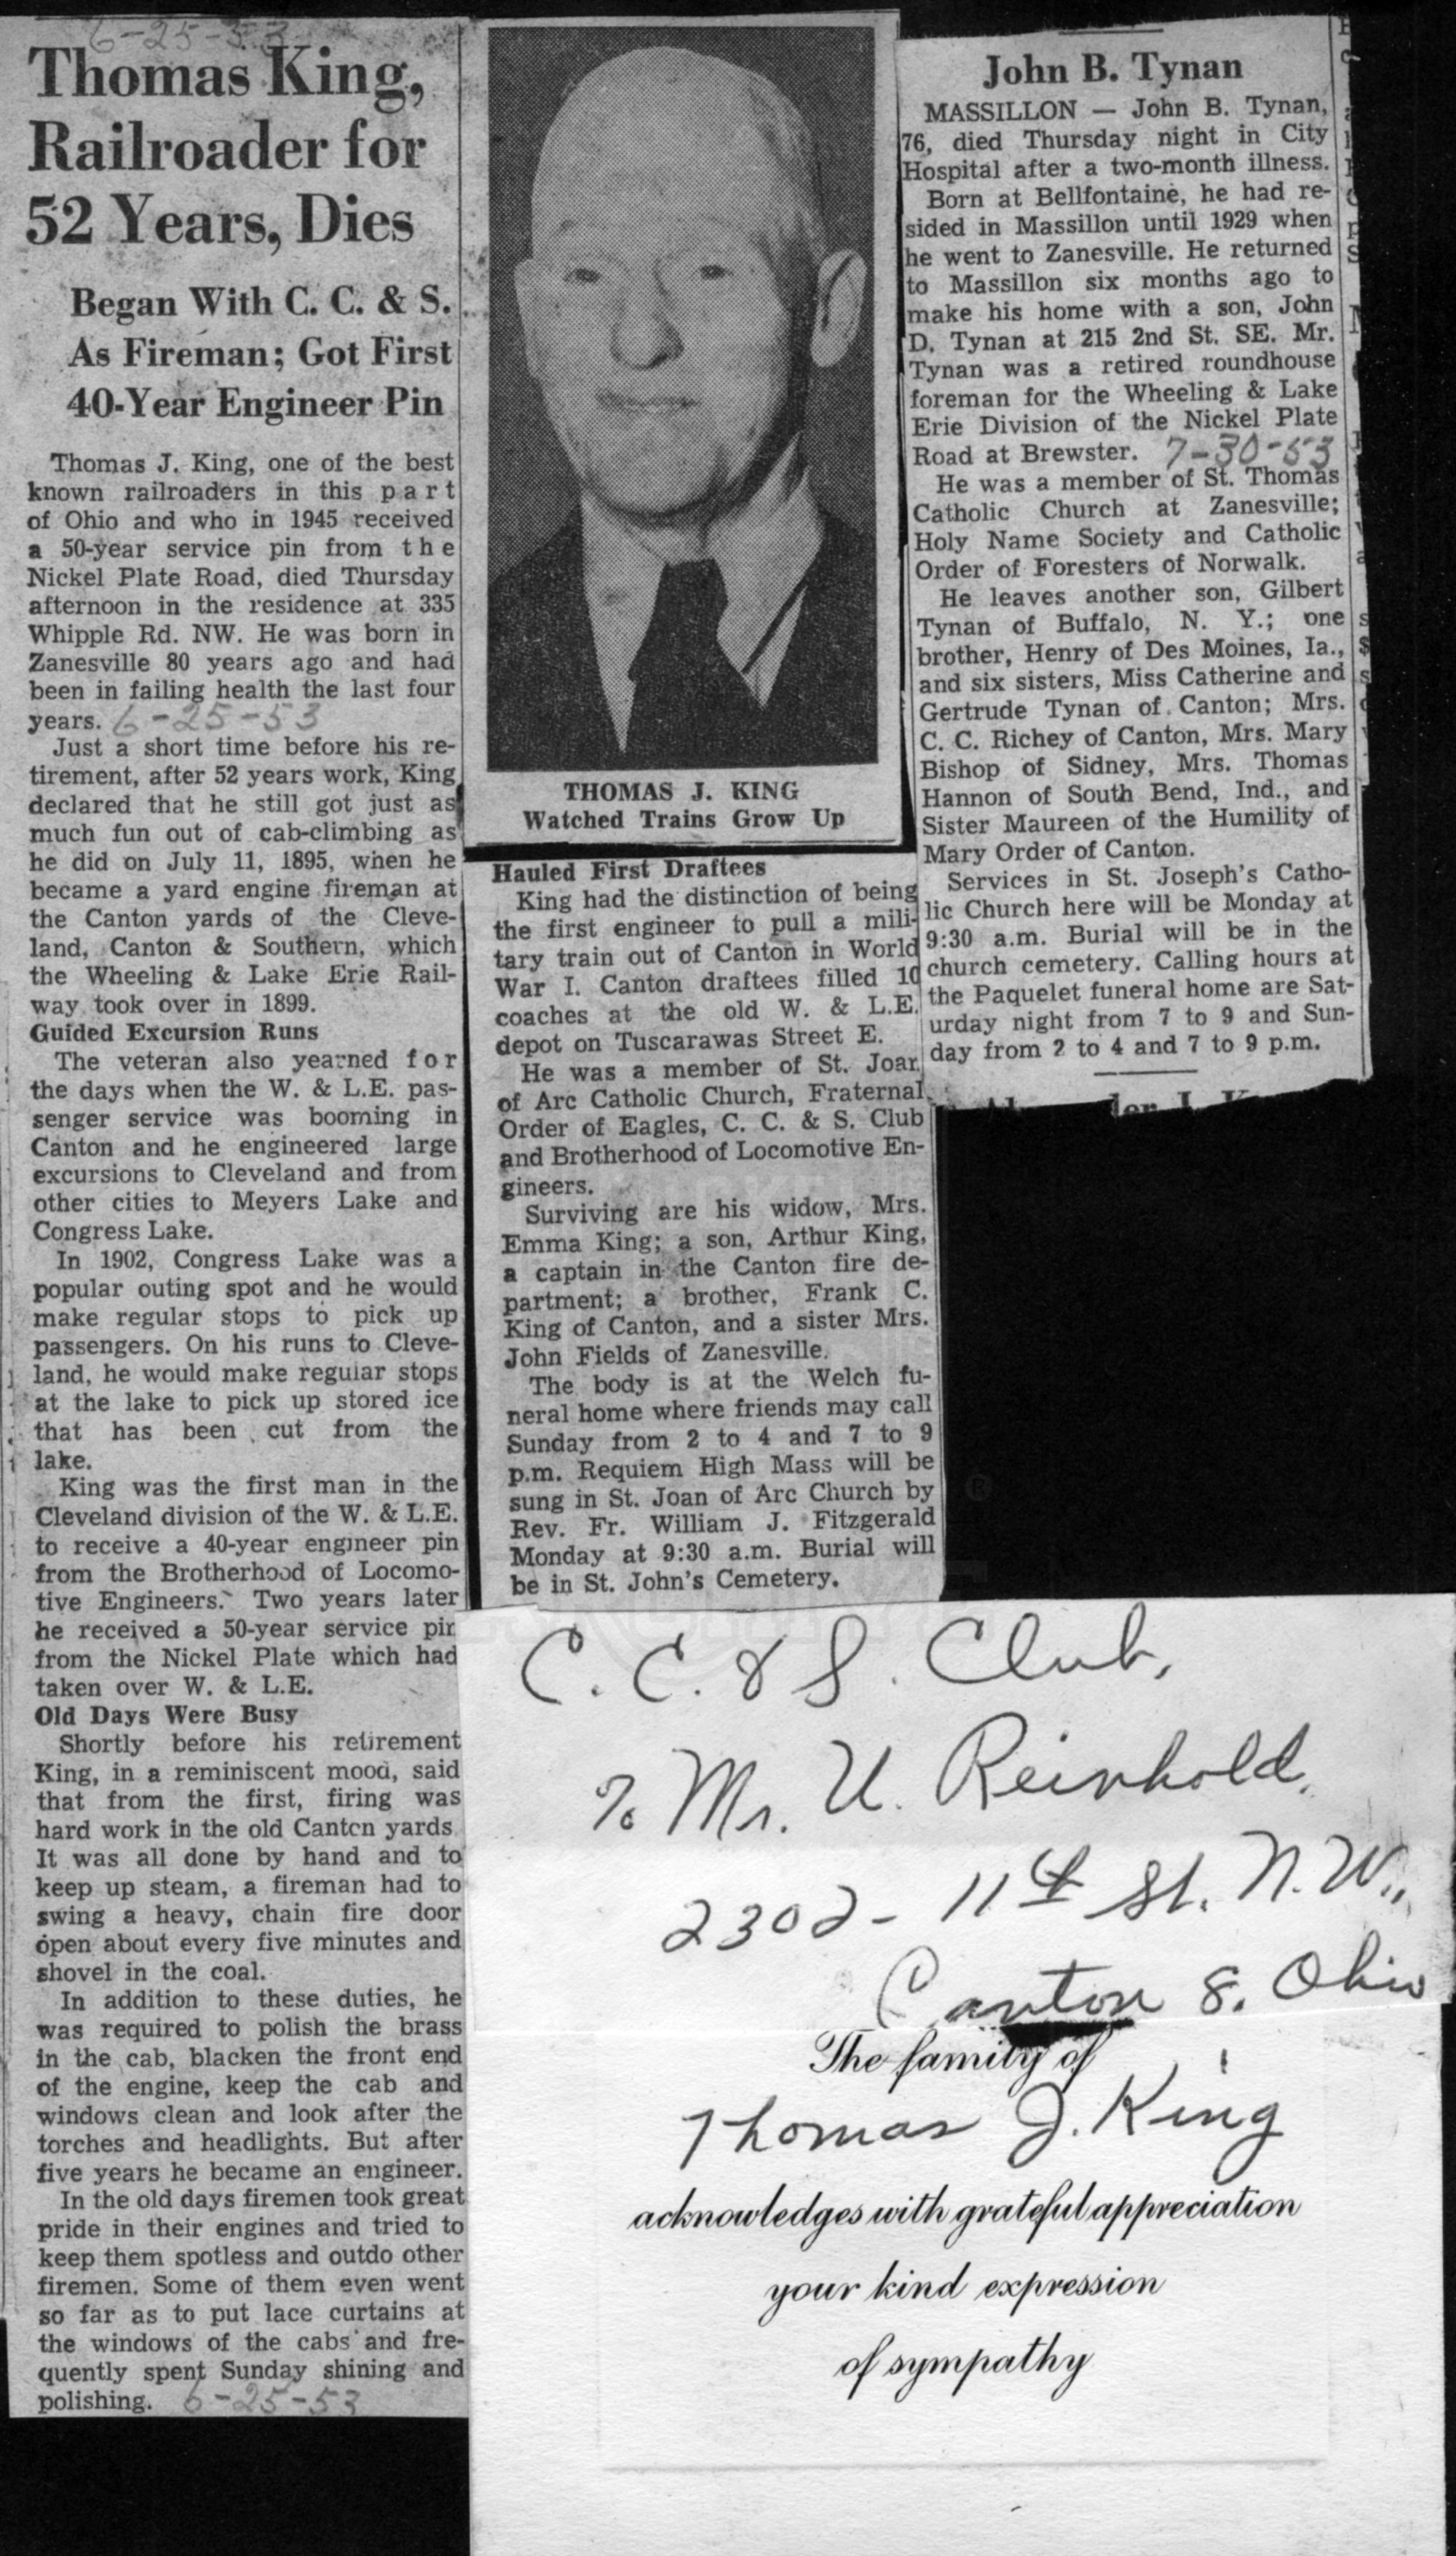 6-25-53
Thomas King,
Railroader for
52 Years, Dies
Began With C. C. & S.
As Fireman; Got First
40-Year Engineer Pin
Thomas J. King, one of the best
known railroaders in this part
of Ohio and who in 1945 received
a 50-year service pin from the
Nickel Plate Road, died Thursday
afternoon in the residence at 335
Whipple Rd. NW. He was born in
Zanesville 80 years ago and had
been in failing health the last four
years. 6-25-53
Just a short time before his re-
tirement, after 52 years work, King
declared that he still got just as
much fun out of cab-climbing as
he did on July 11, 1895, when he
became a yard engine fireman at
the Canton yards of the Cleve-
land, Canton & Southern, which
the Wheeling & Lake Erie Rail-
way took over in 1899.
Guided Excursion Runs
The veteran also yearned for
the days when the W. & L.E. pas-
senger service was booming in
Canton and he engineered large
excursions to Cleveland and from
other cities to Meyers Lake and
Congress Lake.
In 1902, Congress Lake was a
popular outing spot and he would
make regular stops to pick up
passengers. On his runs to Cleve-
land, he would make regular stops
at the lake to pick up stored ice
that has been cut from the
lake.
King was the first man in the
Cleveland division of the W. & L.E.
to receive a 40-year engineer pin
from the Brotherhood of Locomo-
tive Engineers. Two years later
he received a 50-year service pin
from the Nickel Plate which had
taken over W. & L.E.
Old Days Were Busy
Shortly before his retirement
King, in a reminiscent mood, said
that from the first, firing was
hard work in the old Canton yards
It was all done by hand and to
keep up steam, a fireman had to
swing a heavy, chain fire door
open about every five minutes and
shovel in the coal.
In addition to these duties, he
was required to polish the brass
in the cab, blacken the front end
of the engine, keep the cab and
windows clean and look after the
torches and headlights. But after
five years he became an engineer.
In the old days firemen took great
pride in their engines and tried to
keep them spotless and outdo other
firemen. Some of them even went
so far as to put lace curtains at
the windows of the cabs and fre-
quently spent Sunday shining and
polishing. 6-25-53
THOMAS J. KING
Watched Trains Grow Up
Hauled First Draftees
King had the distinction of being
the first engineer to pull a mili-
tary train out of Canton in World
War I. Canton draftees filled 10
coaches at the old W. & L.E.
depot on Tuscarawas Street E.
He was a member of St. Joan
of Arc Catholic Church, Fraternal
Order of Eagles, C. C. & S. Club
and Brotherhood of Locomotive En-
gineers.
Surviving are his widow, Mrs.
Emma King; a son, Arthur King,
a captain in the Canton fire de-
partment; a brother, Frank C.
King of Canton, and a sister Mrs.
John Fields of Zanesville.
The body is at the Welch fu-
neral home where friends may call
Sunday from 2 to 4 and 7 to 9
p.m. Requiem High Mass will be
sung in St. Joan of Arc Church by
Rev. Fr. William J. Fitzgerald
Monday at 9:30 a.m. Burial will
be in St. John's Cemetery.
John B. Tynan
MASSILLON — John B. Tynan,
76, died Thursday night in City
Hospital after a two-month illness.
Born at Bellfontaine, he had re-
sided in Massillon until 1929 when
he went to Zanesville. He returned
to Massillon six months ago to
make his home with a son, John
D. Tynan at 215 2nd St. SE. Mr.
Tynan was a retired roundhouse
foreman for the Wheeling & Lake
Erie Division of the Nickel Plate
Road at Brewster. 7-30-53
He was a member of St. Thomas
Catholic Church at Zanesville;
Holy Name Society and Catholic
Order of Foresters of Norwalk.
He leaves another son, Gilbert
Tynan of Buffalo, N. Y.; one
brother, Henry of Des Moines, Ia.,
and six sisters, Miss Catherine and
Gertrude Tynan of Canton; Mrs.
C. C. Richey of Canton, Mrs. Mary
Bishop of Sidney, Mrs. Thomas
Hannon of South Bend, Ind., and
Sister Maureen of the Humility of
Mary Order of Canton.
Services in St. Joseph's Catho-
lic Church here will be Monday at
9:30 a.m. Burial will be in the
church cemetery. Calling hours at
the Paquelet funeral home are Sat-
urday night from 7 to 9 and Sun-
day from 2 to 4 and 7 to 9 p.m.
C. C. & S. Club,
To Mr. U. Reinhold,
2302 - 11th St. N.W.,
Canton 8, Ohio
The family of
Thomas J. King
acknowledges with grateful appreciation
your kind expression
of sympathy